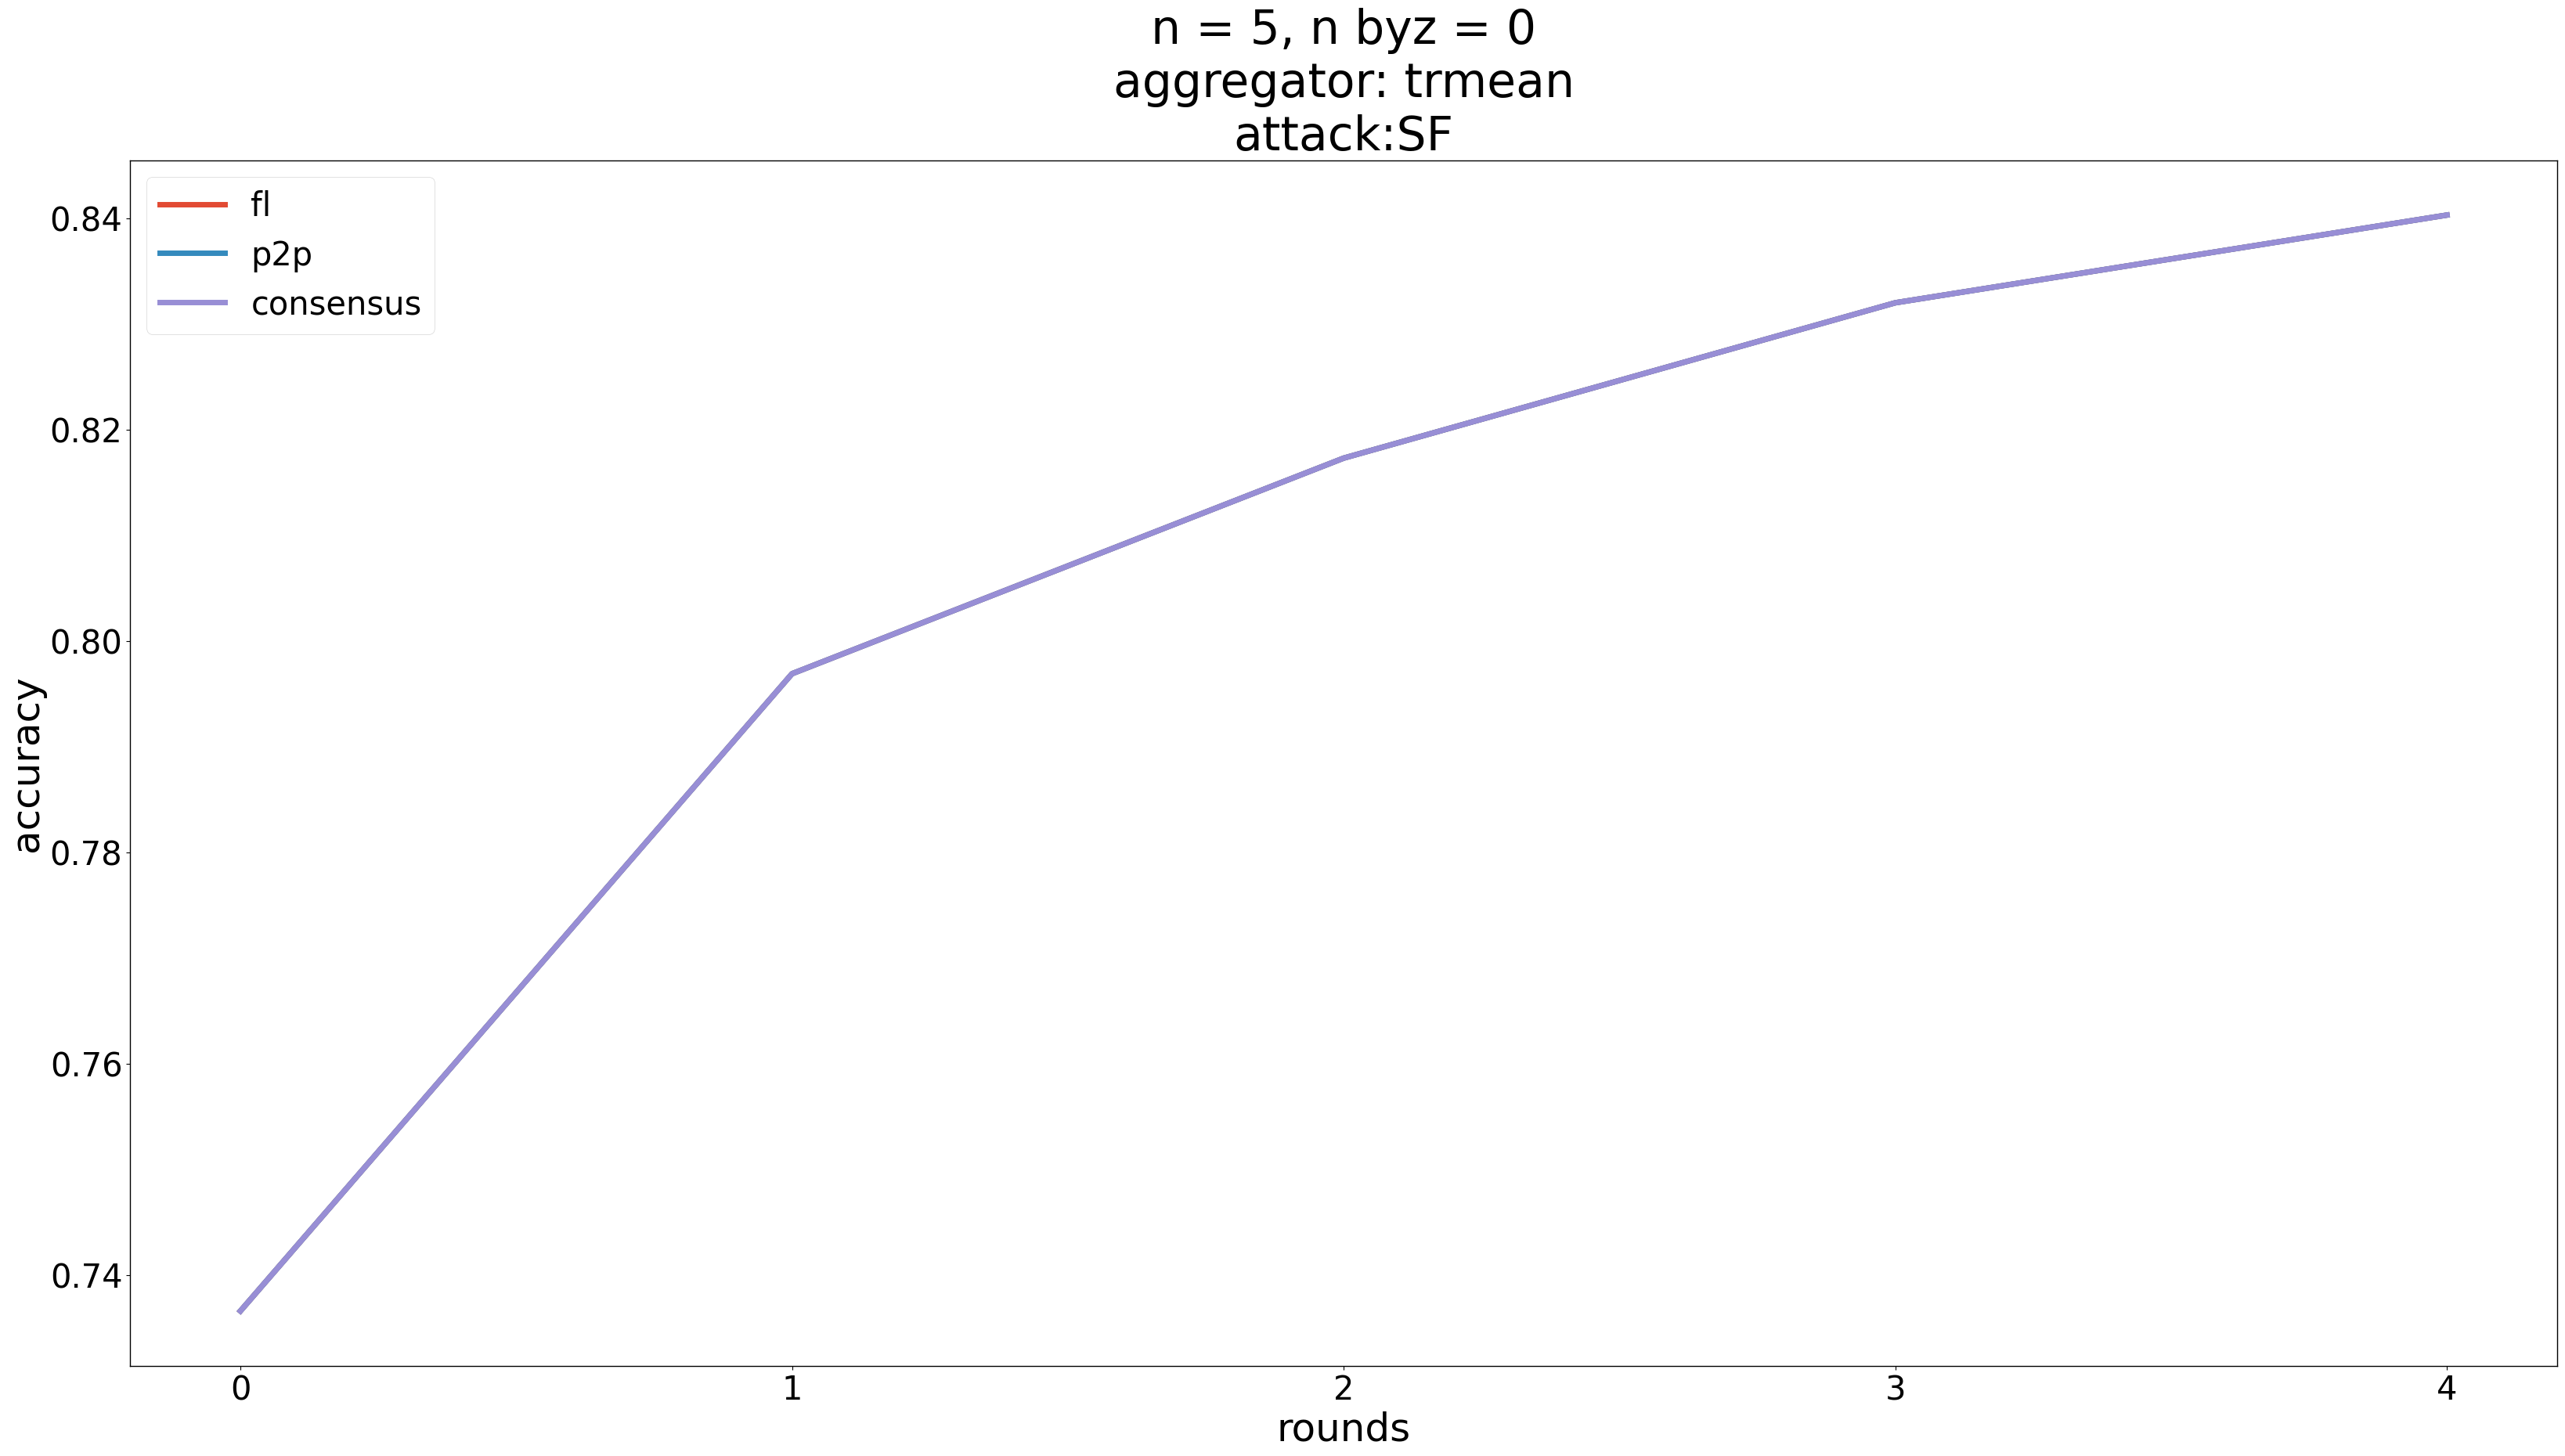 n = 5, n byz = 0
aggregator: trmean
attack:SF
fl
p2p
consensus
accuracy
0.84
0.82
0.80
0.78
0.76
0.74
0 1 2 3 4
rounds